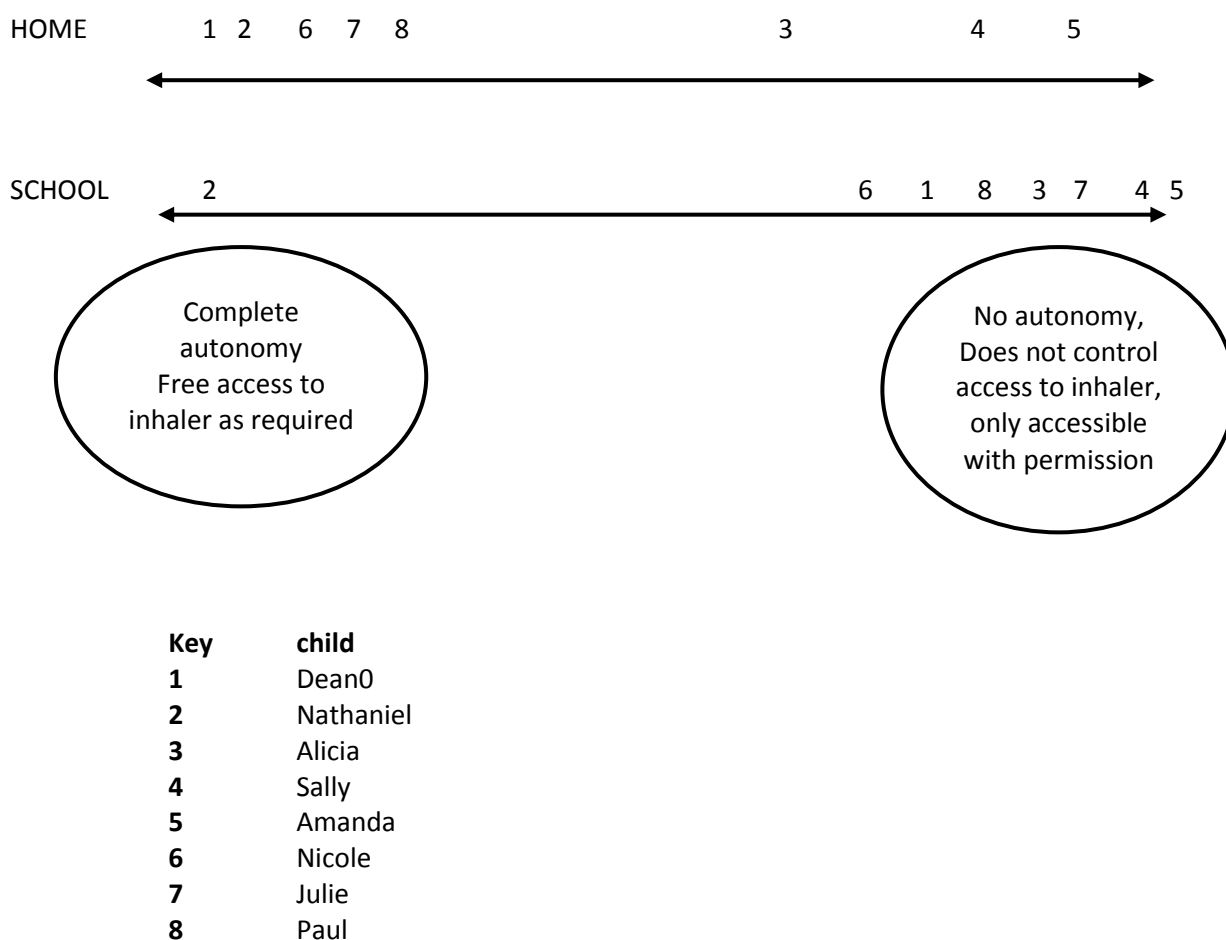 HOME 1 2 6 7 8 3 4 5
SCHOOL 2 6 1 8 3 7 4 5
Complete
autonomy
Free access to
inhaler as required
No autonomy,
Does not control
access to inhaler,
only accessible
with permission
Key child
1 Dean0
2 Nathaniel
3 Alicia
4 Sally
5 Amanda
6 Nicole
7 Julie
8 Paul